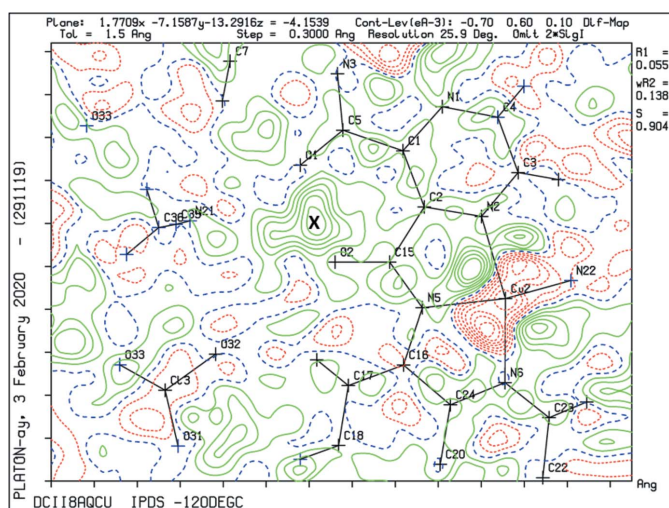 Plane: 1.7709x -7.1587y-13.2916z = -4.1539 Cont-Lev(eA-3): -0.70 0.60 0.10 Dif-Map
Tol = 1.5 Ang Step = 0.3000 Ang Resolution 25.9 Deg. Omit 2*SigI
R1 =
0.055
wR2 =
0.138
S =
0.904
PLATON-ay, 3 February 2020 - (291119)
C7
N3
O33
N1
C4
C5
C1
O1
C3
N21
C36
C35
C2
N2
X
O2
C15
N22
Cu2
N5
O33
O32
Cl3
C17
C16
N6
C24
C23
O31
C18
C20
C22
Ang
DCII8AQCU IPDS -120DEGC